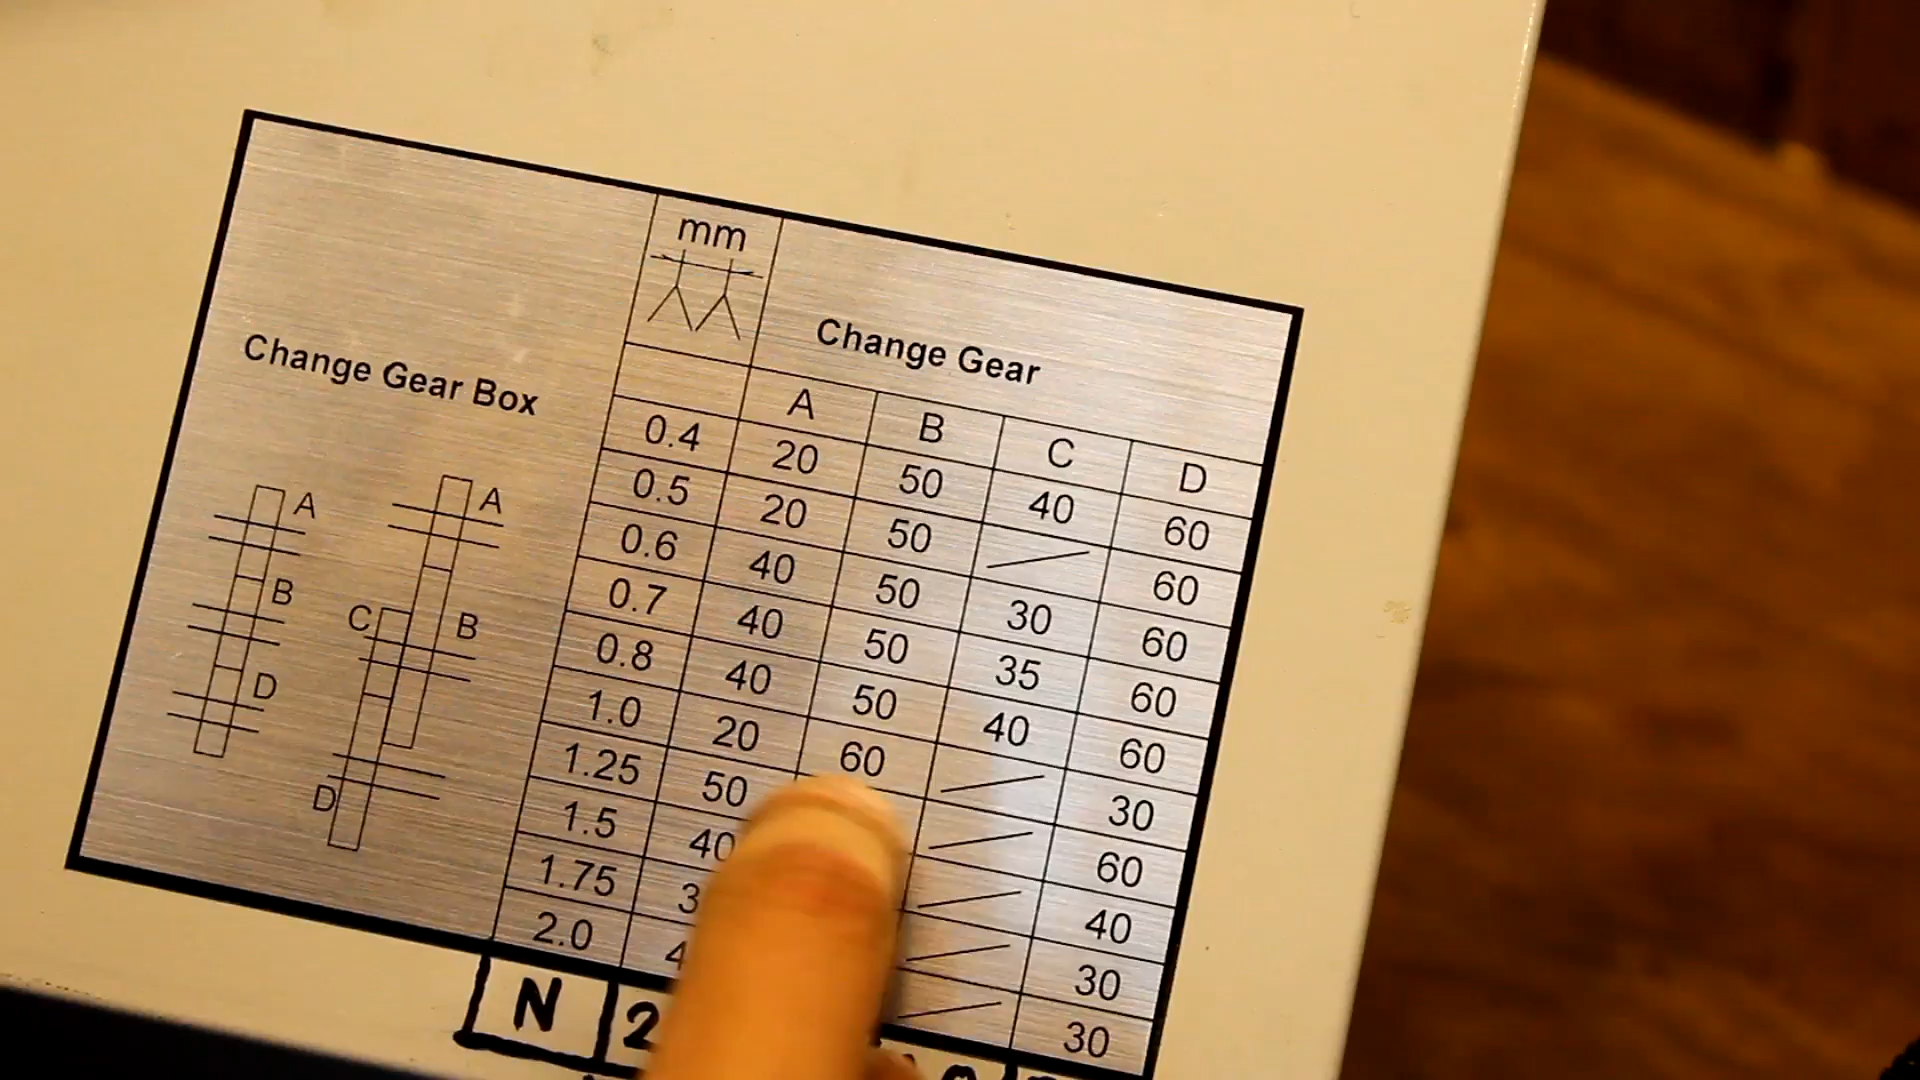 mm
Change Gear
Change Gear Box
A B C D
0.4 20 50 40 60
0.5 20 50 60
0.6 40 50 30 60
0.7 40 50 35 60
0.8 40 50 40 60
1.0 20 60 30
1.25 50 60
1.5 40 40
1.75 30
2.0 30
A
B
D
A
C B
D
N